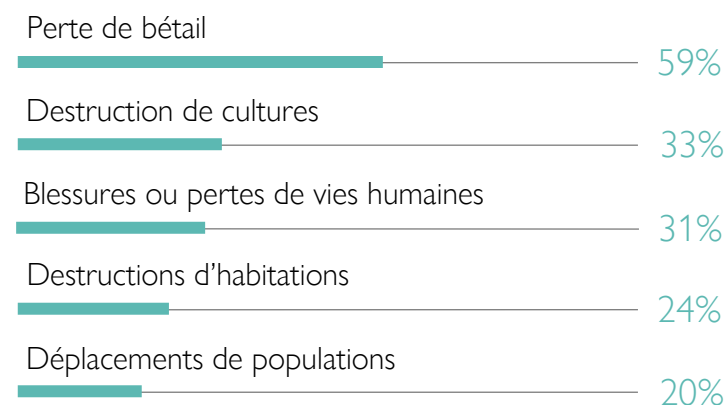 Perte de bétail
59%
Destruction de cultures
33%
Blessures ou pertes de vies humaines
31%
Destructions d’habitations
24%
Déplacements de populations
20%